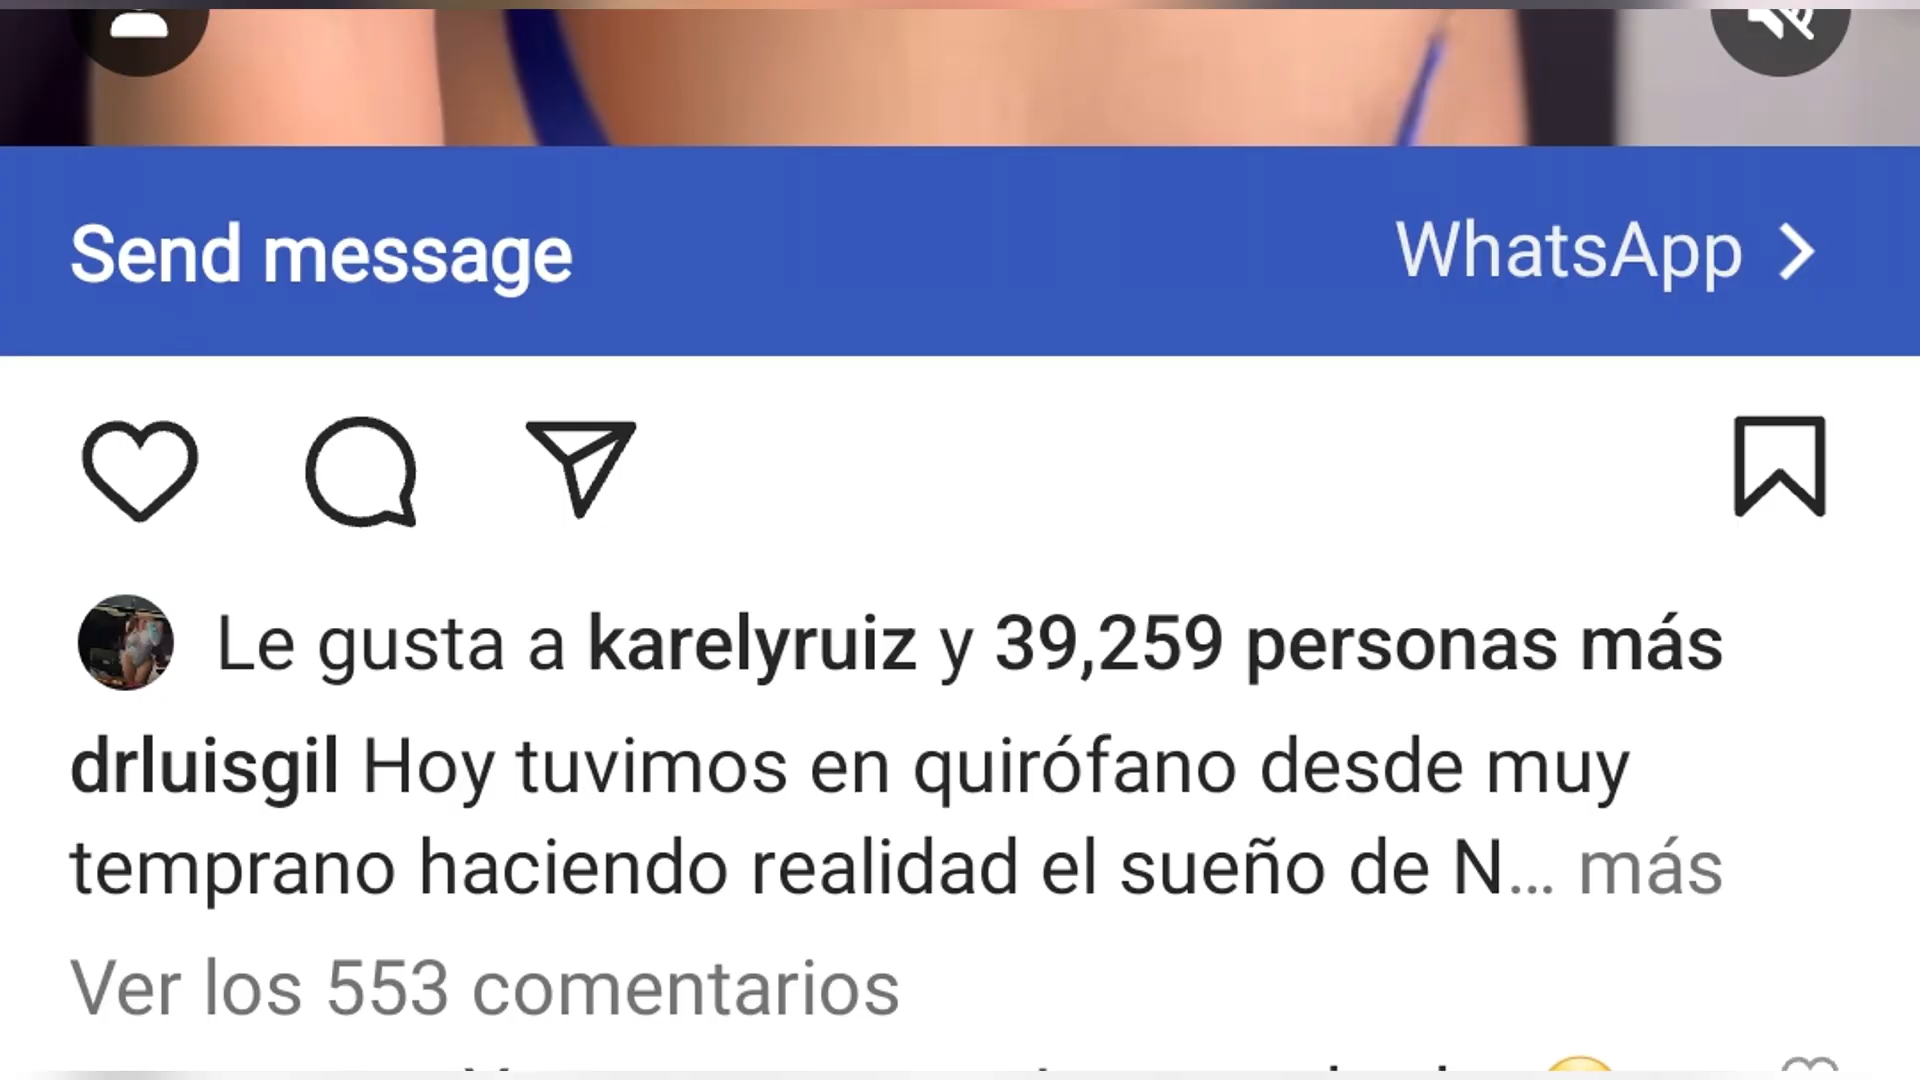 Send message
WhatsApp
Le gusta a karelyruiz y 39,259 personas más
drluisgil Hoy tuvimos en quirófano desde muy
temprano haciendo realidad el sueño de N... más
Ver los 553 comentarios